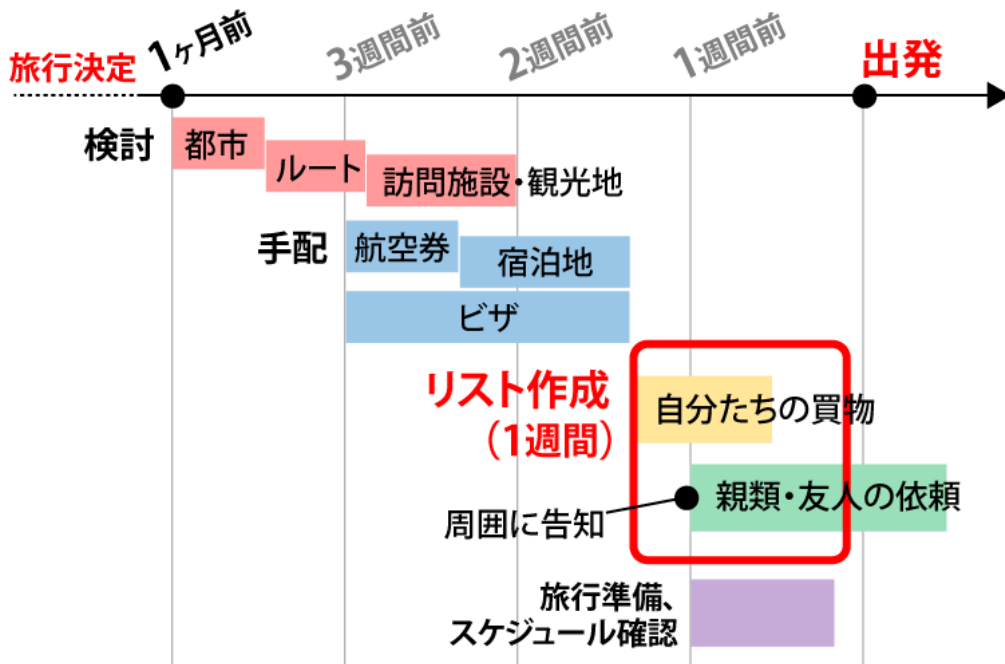 旅行決定
1ヶ月前
3週間前
2週間前
1週間前
出発
検討
都市
ルート
訪問施設・観光地
手配
航空券
宿泊地
ビザ
リスト作成
（1週間）
自分たちの買物
親類・友人の依頼
周囲に告知
旅行準備、
スケジュール確認